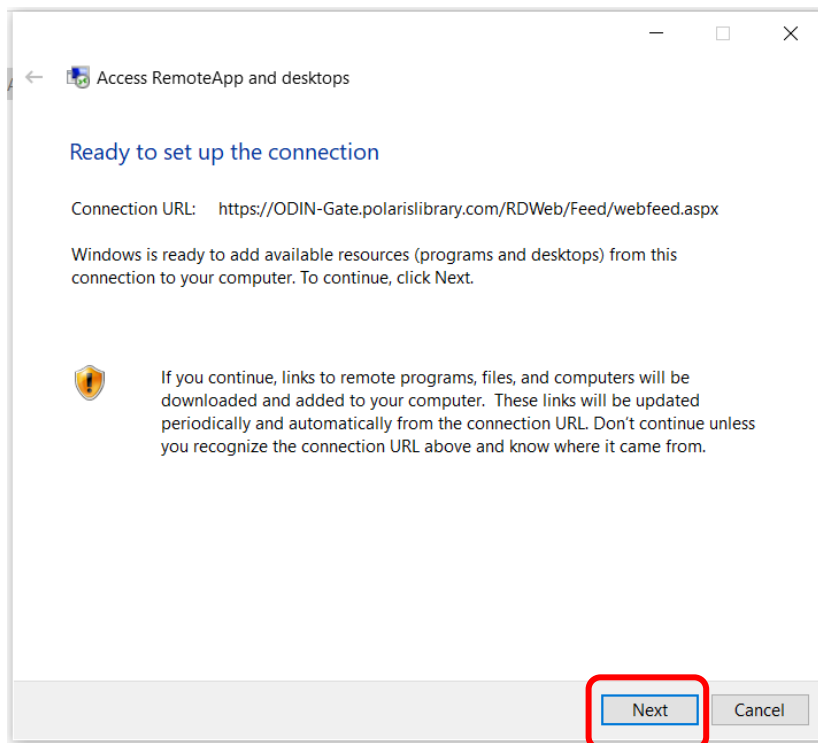 Access RemoteApp and desktops
Ready to set up the connection
Connection URL: https://ODIN-Gate.polarislibrary.com/RDWeb/Feed/webfeed.aspx
Windows is ready to add available resources (programs and desktops) from this
connection to your computer. To continue, click Next.
If you continue, links to remote programs, files, and computers will be
downloaded and added to your computer. These links will be updated
periodically and automatically from the connection URL. Don't continue unless
you recognize the connection URL above and know where it came from.
Next Cancel